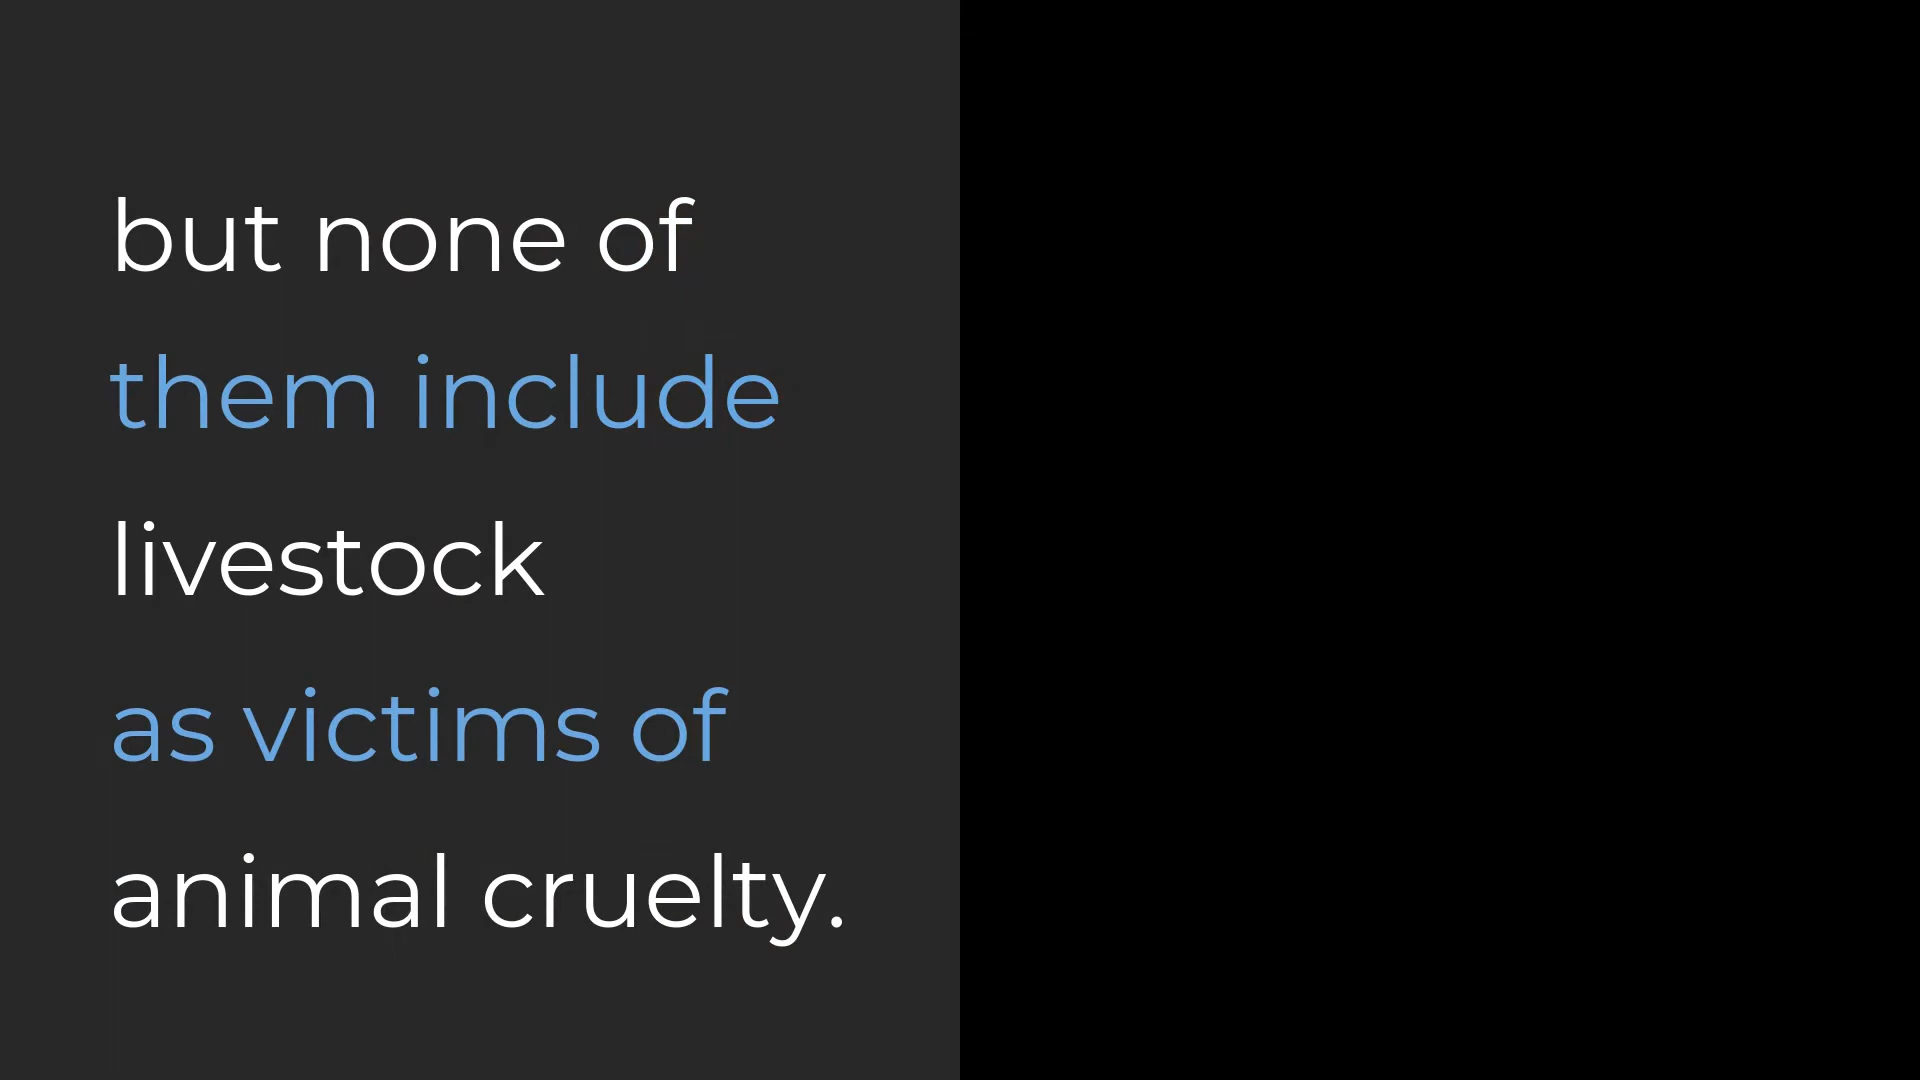 but none of
them include
livestock
as victims of
animal cruelty.